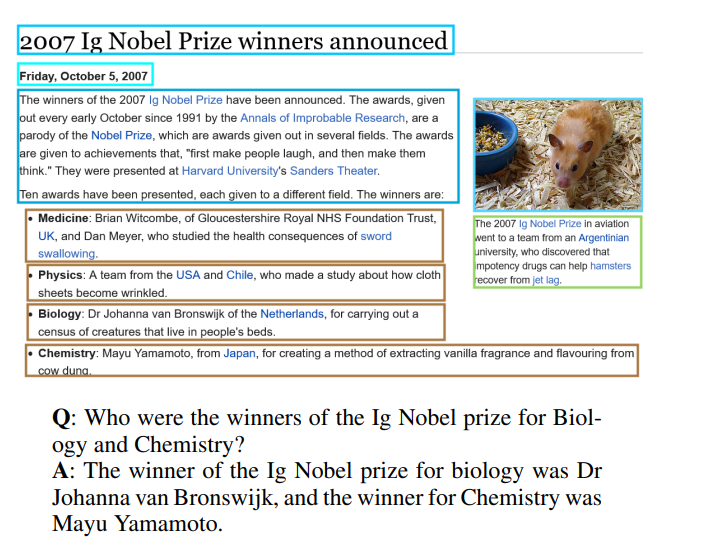 2007 Ig Nobel Prize winners announced
Friday, October 5, 2007
The winners of the 2007 Ig Nobel Prize have been announced. The awards, given
out every early October since 1991 by the Annals of Improbable Research, are a
parody of the Nobel Prize, which are awards given out in several fields. The awards
are given to achievements that, "first make people laugh, and then make them
think." They were presented at Harvard University's Sanders Theater.
Ten awards have been presented, each given to a different field. The winners are:
• Medicine: Brian Witcombe, of Gloucestershire Royal NHS Foundation Trust,
UK, and Dan Meyer, who studied the health consequences of sword
swallowing.
• Physics: A team from the USA and Chile, who made a study about how cloth
sheets become wrinkled.
• Biology: Dr Johanna van Bronswijk of the Netherlands, for carrying out a
census of creatures that live in people's beds.
• Chemistry: Mayu Yamamoto, from Japan, for creating a method of extracting vanilla fragrance and flavouring from
cow dung.
The 2007 Ig Nobel Prize in aviation
went to a team from an Argentinian
university, who discovered that
impotency drugs can help hamsters
recover from jet lag.
Q: Who were the winners of the Ig Nobel prize for Biol-
ogy and Chemistry?
A: The winner of the Ig Nobel prize for biology was Dr
Johanna van Bronswijk, and the winner for Chemistry was
Mayu Yamamoto.